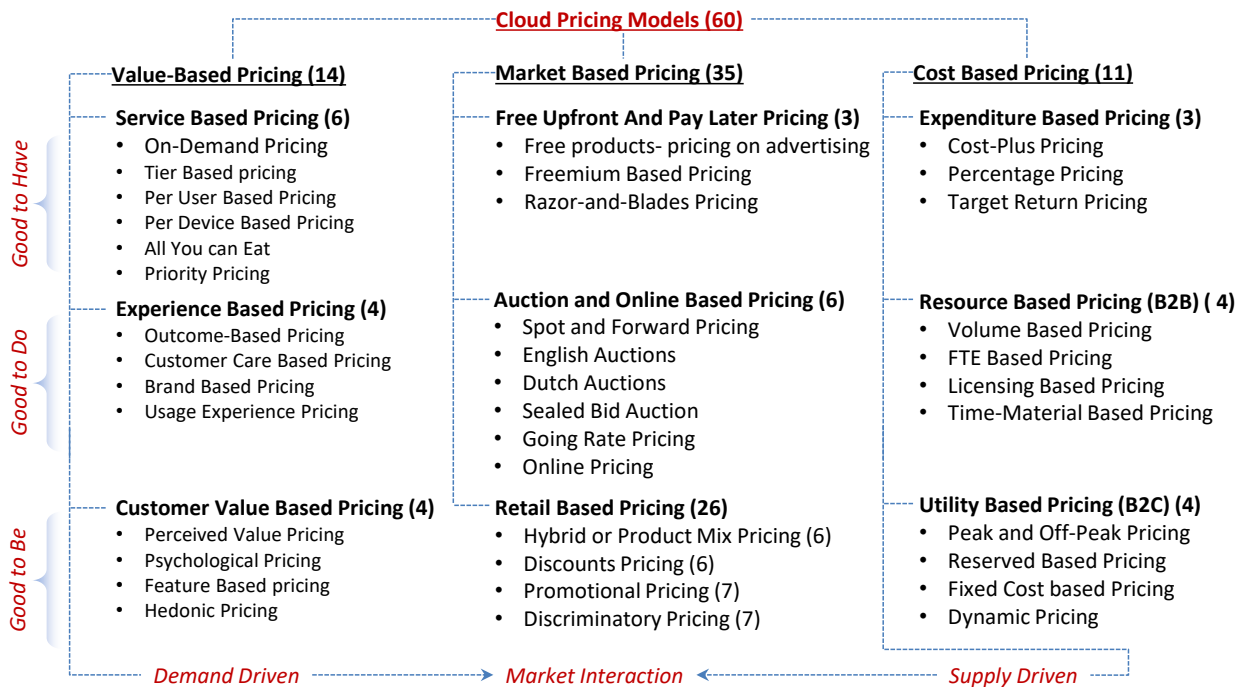 Cloud Pricing Models (60)
Value-Based Pricing (14)
Service Based Pricing (6)
• On-Demand Pricing
• Tier Based pricing
• Per User Based Pricing
• Per Device Based Pricing
• All You can Eat
• Priority Pricing
Experience Based Pricing (4)
• Outcome-Based Pricing
• Customer Care Based Pricing
• Brand Based Pricing
• Usage Experience Pricing
Customer Value Based Pricing (4)
• Perceived Value Pricing
• Psychological Pricing
• Feature Based pricing
• Hedonic Pricing
Market Based Pricing (35)
Free Upfront And Pay Later Pricing (3)
• Free products- pricing on advertising
• Freemium Based Pricing
• Razor-and-Blades Pricing
Auction and Online Based Pricing (6)
• Spot and Forward Pricing
• English Auctions
• Dutch Auctions
• Sealed Bid Auction
• Going Rate Pricing
• Online Pricing
Retail Based Pricing (26)
• Hybrid or Product Mix Pricing (6)
• Discounts Pricing (6)
• Promotional Pricing (7)
• Discriminatory Pricing (7)
Cost Based Pricing (11)
Expenditure Based Pricing (3)
• Cost-Plus Pricing
• Percentage Pricing
• Target Return Pricing
Resource Based Pricing (B2B) ( 4)
• Volume Based Pricing
• FTE Based Pricing
• Licensing Based Pricing
• Time-Material Based Pricing
Utility Based Pricing (B2C) (4)
• Peak and Off-Peak Pricing
• Reserved Based Pricing
• Fixed Cost based Pricing
• Dynamic Pricing
Good to Have
Good to Do
Good to Be
Demand Driven
Market Interaction
Supply Driven